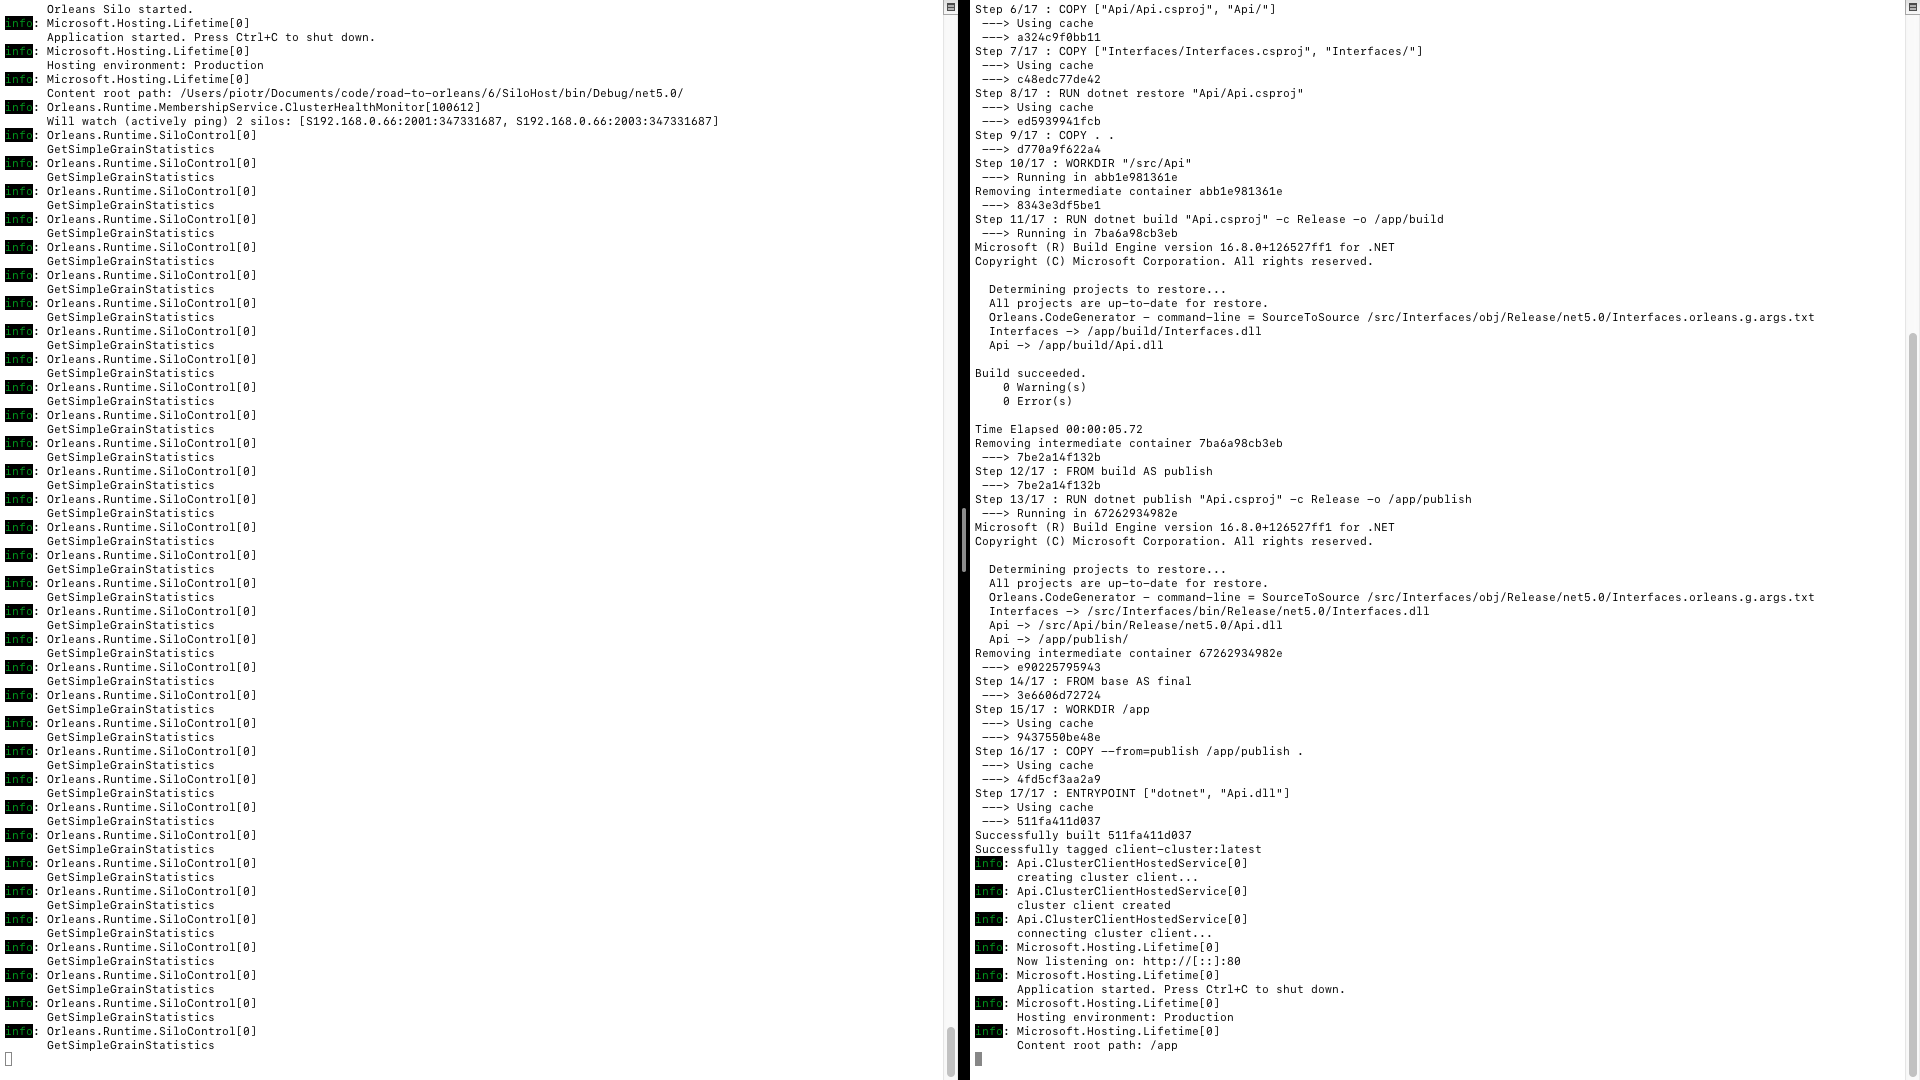 Orleans Silo started.
info: Microsoft.Hosting.Lifetime[0]
Application started. Press Ctrl+C to shut down.
info: Microsoft.Hosting.Lifetime[0]
Hosting environment: Production
info: Microsoft.Hosting.Lifetime[0]
Content root path: /Users/piotr/Documents/code/road-to-orleans/6/SiloHost/bin/Debug/net5.0/
info: Orleans.Runtime.MembershipService.ClusterHealthMonitor[100612]
Will watch (actively ping) 2 silos: [S192.168.0.66:2001:347331687, S192.168.0.66:2003:347331687]
info: Orleans.Runtime.SiloControl[0]
GetSimpleGrainStatistics
info: Orleans.Runtime.SiloControl[0]
GetSimpleGrainStatistics
info: Orleans.Runtime.SiloControl[0]
GetSimpleGrainStatistics
info: Orleans.Runtime.SiloControl[0]
GetSimpleGrainStatistics
info: Orleans.Runtime.SiloControl[0]
GetSimpleGrainStatistics
info: Orleans.Runtime.SiloControl[0]
GetSimpleGrainStatistics
info: Orleans.Runtime.SiloControl[0]
GetSimpleGrainStatistics
info: Orleans.Runtime.SiloControl[0]
GetSimpleGrainStatistics
info: Orleans.Runtime.SiloControl[0]
GetSimpleGrainStatistics
info: Orleans.Runtime.SiloControl[0]
GetSimpleGrainStatistics
info: Orleans.Runtime.SiloControl[0]
GetSimpleGrainStatistics
info: Orleans.Runtime.SiloControl[0]
GetSimpleGrainStatistics
info: Orleans.Runtime.SiloControl[0]
GetSimpleGrainStatistics
info: Orleans.Runtime.SiloControl[0]
GetSimpleGrainStatistics
info: Orleans.Runtime.SiloControl[0]
GetSimpleGrainStatistics
info: Orleans.Runtime.SiloControl[0]
GetSimpleGrainStatistics
info: Orleans.Runtime.SiloControl[0]
GetSimpleGrainStatistics
info: Orleans.Runtime.SiloControl[0]
GetSimpleGrainStatistics
info: Orleans.Runtime.SiloControl[0]
GetSimpleGrainStatistics
info: Orleans.Runtime.SiloControl[0]
GetSimpleGrainStatistics
info: Orleans.Runtime.SiloControl[0]
GetSimpleGrainStatistics
info: Orleans.Runtime.SiloControl[0]
GetSimpleGrainStatistics
info: Orleans.Runtime.SiloControl[0]
GetSimpleGrainStatistics
info: Orleans.Runtime.SiloControl[0]
GetSimpleGrainStatistics
info: Orleans.Runtime.SiloControl[0]
GetSimpleGrainStatistics
info: Orleans.Runtime.SiloControl[0]
GetSimpleGrainStatistics
info: Orleans.Runtime.SiloControl[0]
GetSimpleGrainStatistics
info: Orleans.Runtime.SiloControl[0]
GetSimpleGrainStatistics
info: Orleans.Runtime.SiloControl[0]
GetSimpleGrainStatistics
info: Orleans.Runtime.SiloControl[0]
GetSimpleGrainStatistics
info: Orleans.Runtime.SiloControl[0]
GetSimpleGrainStatistics
info: Orleans.Runtime.SiloControl[0]
GetSimpleGrainStatistics
info: Orleans.Runtime.SiloControl[0]
GetSimpleGrainStatistics
Step 6/17 : COPY ["Api/Api.csproj", "Api/"]
---> Using cache
---> a324c9f0bb11
Step 7/17 : COPY ["Interfaces/Interfaces.csproj", "Interfaces/"]
---> Using cache
---> c48edc77de42
Step 8/17 : RUN dotnet restore "Api/Api.csproj"
---> Using cache
---> ed5939941fcb
Step 9/17 : COPY . .
---> d770a9f622a4
Step 10/17 : WORKDIR "/src/Api"
---> Running in abb1e981361e
Removing intermediate container abb1e981361e
---> 8343e3df5be1
Step 11/17 : RUN dotnet build "Api.csproj" -c Release -o /app/build
---> Running in 7ba6a98cb3eb
Microsoft (R) Build Engine version 16.8.0+126527ff1 for .NET
Copyright (C) Microsoft Corporation. All rights reserved.
Determining projects to restore...
All projects are up-to-date for restore.
Orleans.CodeGenerator - command-line = SourceToSource /src/Interfaces/obj/Release/net5.0/Interfaces.orleans.g.args.txt
Interfaces -> /app/build/Interfaces.dll
Api -> /app/build/Api.dll
Build succeeded.
0 Warning(s)
0 Error(s)
Time Elapsed 00:00:05.72
Removing intermediate container 7ba6a98cb3eb
---> 7be2a14f132b
Step 12/17 : FROM build AS publish
---> 7be2a14f132b
Step 13/17 : RUN dotnet publish "Api.csproj" -c Release -o /app/publish
---> Running in 67262934982e
Microsoft (R) Build Engine version 16.8.0+126527ff1 for .NET
Copyright (C) Microsoft Corporation. All rights reserved.
Determining projects to restore...
All projects are up-to-date for restore.
Orleans.CodeGenerator - command-line = SourceToSource /src/Interfaces/obj/Release/net5.0/Interfaces.orleans.g.args.txt
Interfaces -> /src/Interfaces/bin/Release/net5.0/Interfaces.dll
Api -> /src/Api/bin/Release/net5.0/Api.dll
Api -> /app/publish/
Removing intermediate container 67262934982e
---> e90225795943
Step 14/17 : FROM base AS final
---> 3e6606d72724
Step 15/17 : WORKDIR /app
---> Using cache
---> 9437550be48e
Step 16/17 : COPY --from=publish /app/publish .
---> Using cache
---> 4fd5cf3aa2a9
Step 17/17 : ENTRYPOINT ["dotnet", "Api.dll"]
---> Using cache
---> 511fa411d037
Successfully built 511fa411d037
Successfully tagged client-cluster:latest
info: Api.ClusterClientHostedService[0]
creating cluster client...
info: Api.ClusterClientHostedService[0]
cluster client created
info: Api.ClusterClientHostedService[0]
connecting cluster client...
info: Microsoft.Hosting.Lifetime[0]
Now listening on: http://[::]:80
info: Microsoft.Hosting.Lifetime[0]
Application started. Press Ctrl+C to shut down.
info: Microsoft.Hosting.Lifetime[0]
Hosting environment: Production
info: Microsoft.Hosting.Lifetime[0]
Content root path: /app